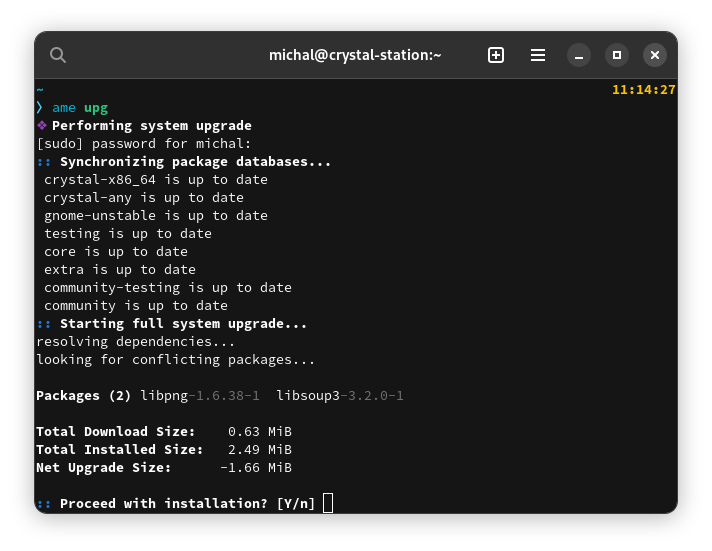 michal@crystal-station:~
~ 11:14:27
❯ ame upg
❖ Performing system upgrade
[sudo] password for michal:
:: Synchronizing package databases...
crystal-x86_64 is up to date
crystal-any is up to date
gnome-unstable is up to date
testing is up to date
core is up to date
extra is up to date
community-testing is up to date
community is up to date
:: Starting full system upgrade...
resolving dependencies...
looking for conflicting packages...
Packages (2) libpng-1.6.38-1 libsoup3-3.2.0-1
Total Download Size: 0.63 MiB
Total Installed Size: 2.49 MiB
Net Upgrade Size: -1.66 MiB
:: Proceed with installation? [Y/n]